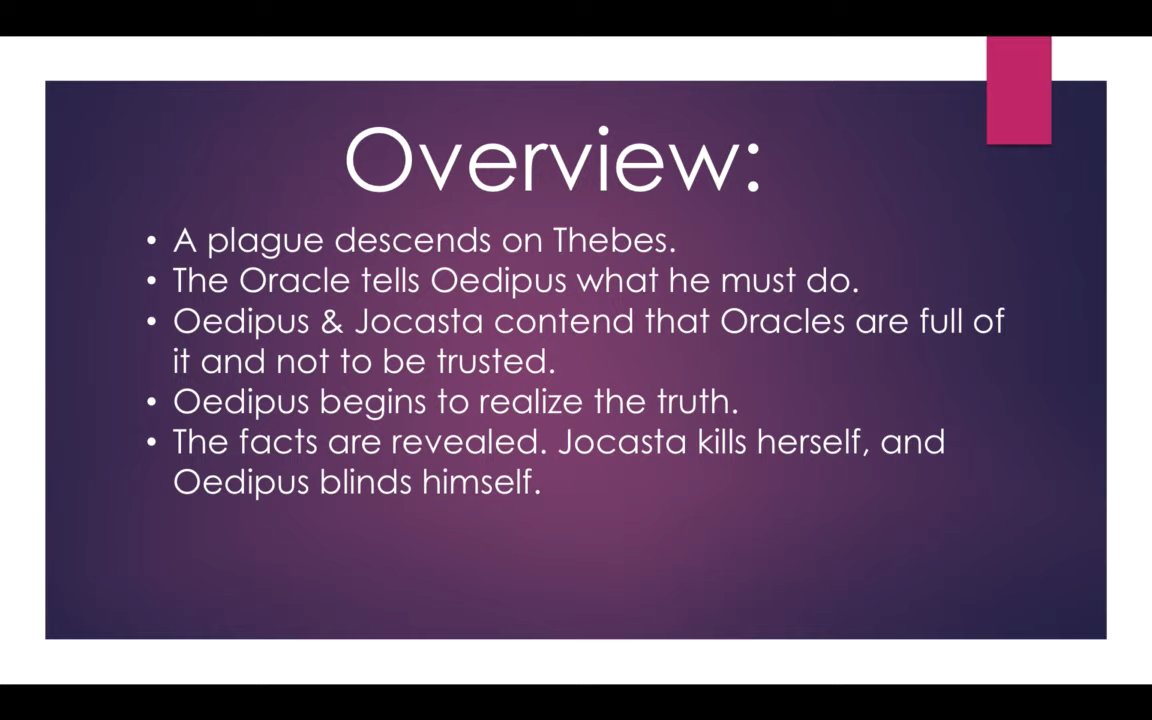 Overview:
• A plague descends on Thebes.
• The Oracle tells Oedipus what he must do.
• Oedipus & Jocasta contend that Oracles are full of
it and not to be trusted.
• Oedipus begins to realize the truth.
• The facts are revealed. Jocasta kills herself, and
Oedipus blinds himself.